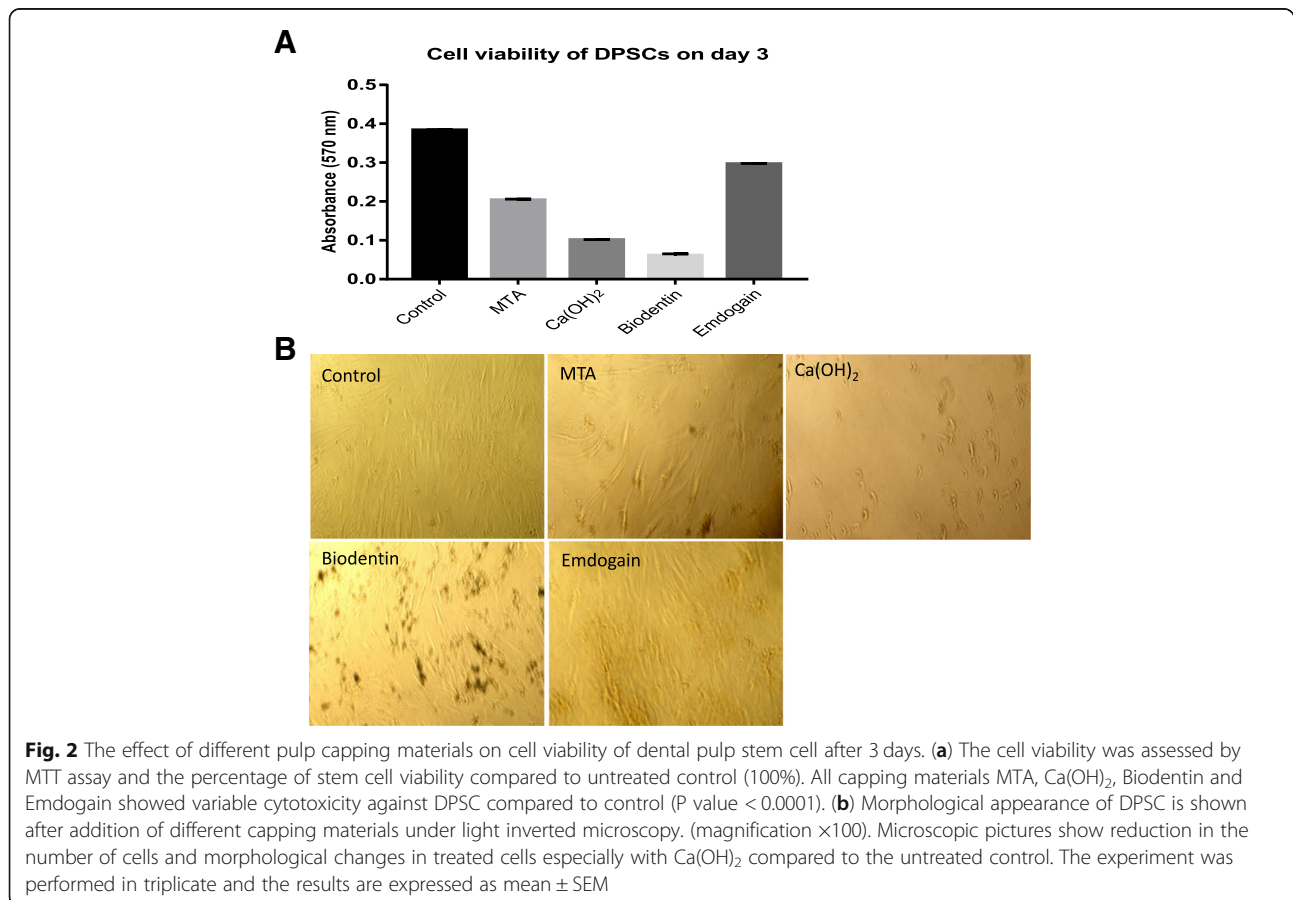 A
Cell viability of DPSCs on day 3
Absorbance (570 nm)
0.5
0.4
0.3
0.2
0.1
0.0
Control
MTA
Ca(OH)2
Biodentin
Emdogain
B
Control
MTA
Ca(OH)2
Biodentin
Emdogain
Fig. 2 The effect of different pulp capping materials on cell viability of dental pulp stem cell after 3 days. (a) The cell viability was assessed by
MTT assay and the percentage of stem cell viability compared to untreated control (100%). All capping materials MTA, Ca(OH)2, Biodentin and
Emdogain showed variable cytotoxicity against DPSC compared to control (P value < 0.0001). (b) Morphological appearance of DPSC is shown
after addition of different capping materials under light inverted microscopy. (magnification ×100). Microscopic pictures show reduction in the
number of cells and morphological changes in treated cells especially with Ca(OH)2 compared to the untreated control. The experiment was
performed in triplicate and the results are expressed as mean ± SEM